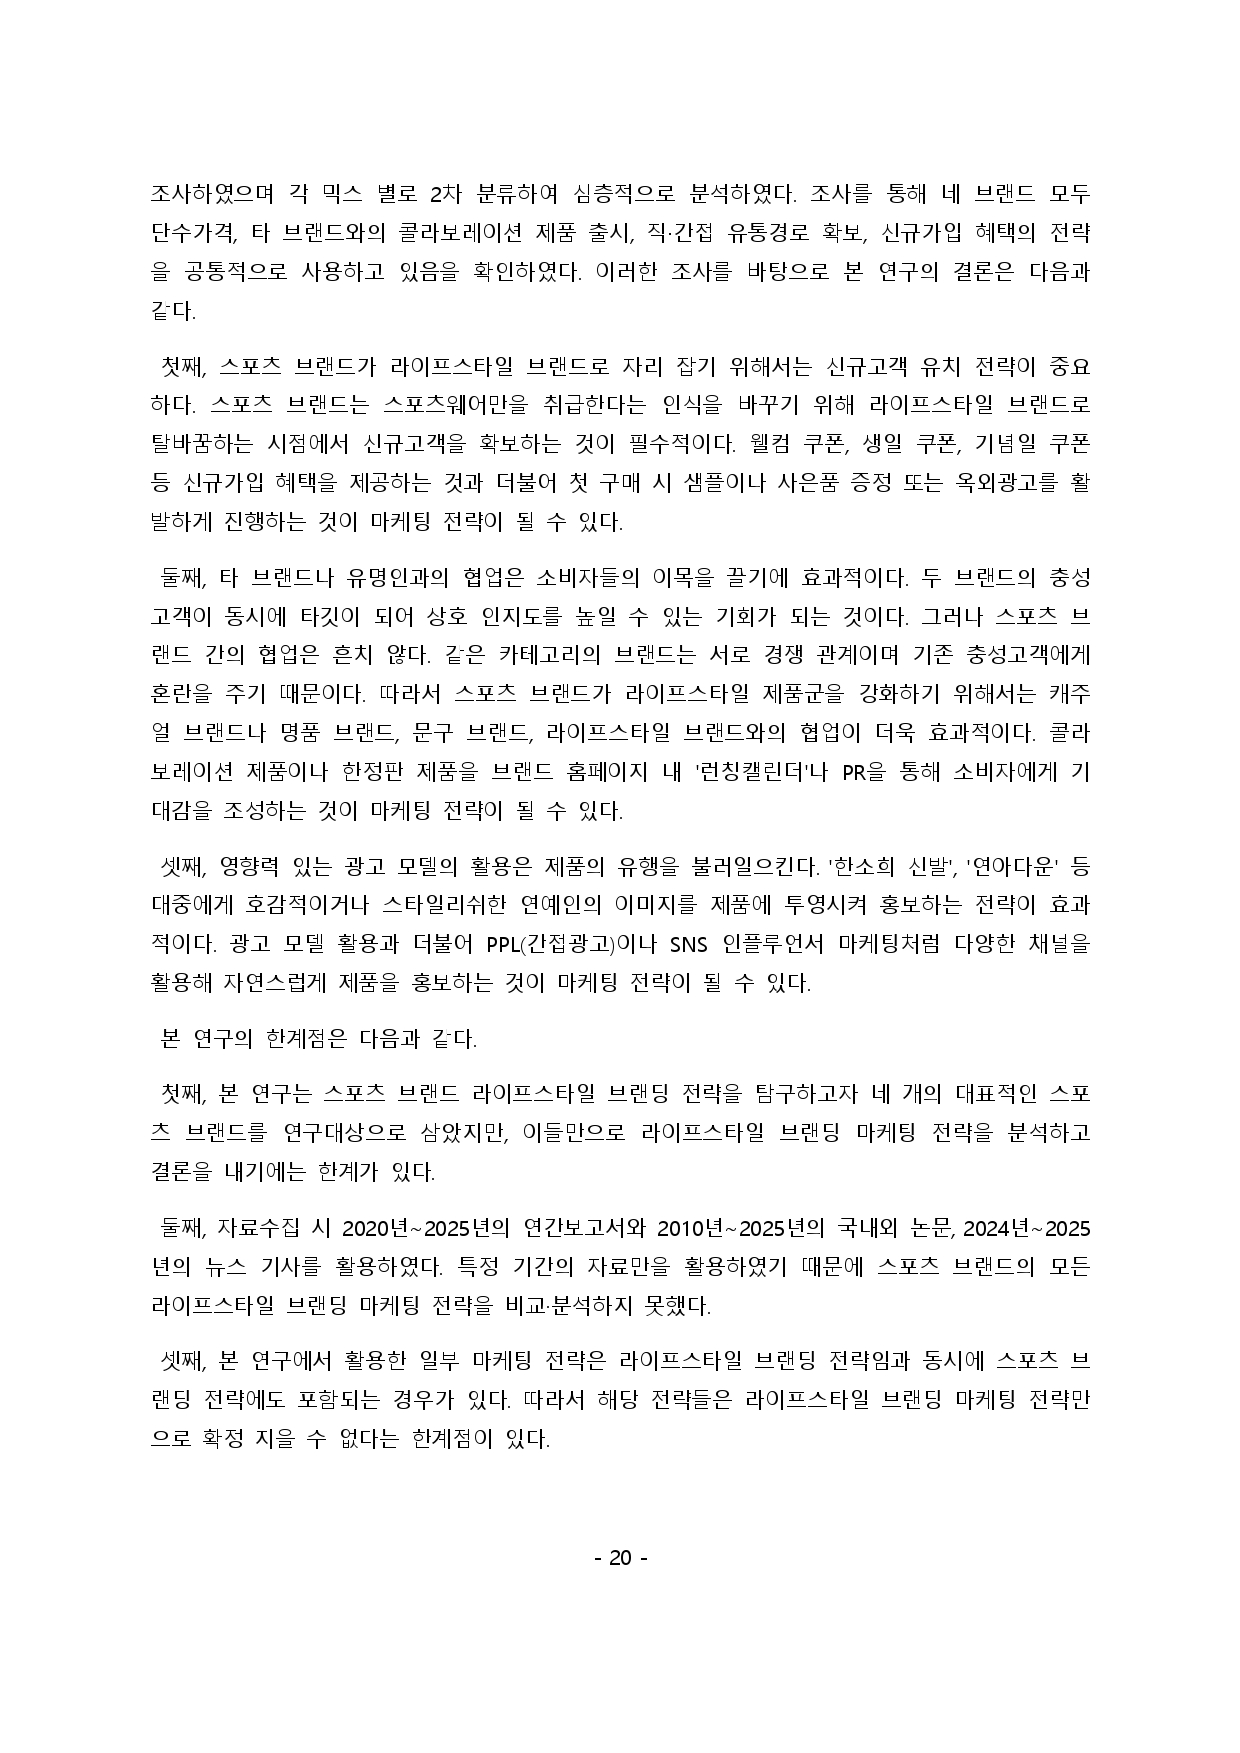 조사하였으며 각 믹스 별로 2차 분류하여 심층적으로 분석하였다. 조사를 통해 네 브랜드 모두
단수가격, 타 브랜드와의 콜라보레이션 제품 출시, 직·간접 유통경로 확보, 신규가입 혜택의 전략
을 공통적으로 사용하고 있음을 확인하였다. 이러한 조사를 바탕으로 본 연구의 결론은 다음과
같다.
첫째, 스포츠 브랜드가 라이프스타일 브랜드로 자리 잡기 위해서는 신규고객 유치 전략이 중요
하다. 스포츠 브랜드는 스포츠웨어만을 취급한다는 인식을 바꾸기 위해 라이프스타일 브랜드로
탈바꿈하는 시점에서 신규고객을 확보하는 것이 필수적이다. 웰컴 쿠폰, 생일 쿠폰, 기념일 쿠폰
등 신규가입 혜택을 제공하는 것과 더불어 첫 구매 시 샘플이나 사은품 증정 또는 옥외광고를 활
발하게 진행하는 것이 마케팅 전략이 될 수 있다.
둘째, 타 브랜드나 유명인과의 협업은 소비자들의 이목을 끌기에 효과적이다. 두 브랜드의 충성
고객이 동시에 타깃이 되어 상호 인지도를 높일 수 있는 기회가 되는 것이다. 그러나 스포츠 브
랜드 간의 협업은 흔치 않다. 같은 카테고리의 브랜드는 서로 경쟁 관계이며 기존 충성고객에게
혼란을 주기 때문이다. 따라서 스포츠 브랜드가 라이프스타일 제품군을 강화하기 위해서는 캐주
얼 브랜드나 명품 브랜드, 문구 브랜드, 라이프스타일 브랜드와의 협업이 더욱 효과적이다. 콜라
보레이션 제품이나 한정판 제품을 브랜드 홈페이지 내 '런칭캘린더'나 PR을 통해 소비자에게 기
대감을 조성하는 것이 마케팅 전략이 될 수 있다.
셋째, 영향력 있는 광고 모델의 활용은 제품의 유행을 불러일으킨다. '한소희 신발', '연아다운' 등
대중에게 호감적이거나 스타일리쉬한 연예인의 이미지를 제품에 투영시켜 홍보하는 전략이 효과
적이다. 광고 모델 활용과 더불어 PPL(간접광고)이나 SNS 인플루언서 마케팅처럼 다양한 채널을
활용해 자연스럽게 제품을 홍보하는 것이 마케팅 전략이 될 수 있다.
본 연구의 한계점은 다음과 같다.
첫째, 본 연구는 스포츠 브랜드 라이프스타일 브랜딩 전략을 탐구하고자 네 개의 대표적인 스포
츠 브랜드를 연구대상으로 삼았지만, 이들만으로 라이프스타일 브랜딩 마케팅 전략을 분석하고
결론을 내기에는 한계가 있다.
둘째, 자료수집 시 2020년~2025년의 연간보고서와 2010년~2025년의 국내외 논문, 2024년~2025
년의 뉴스 기사를 활용하였다. 특정 기간의 자료만을 활용하였기 때문에 스포츠 브랜드의 모든
라이프스타일 브랜딩 마케팅 전략을 비교·분석하지 못했다.
셋째, 본 연구에서 활용한 일부 마케팅 전략은 라이프스타일 브랜딩 전략임과 동시에 스포츠 브
랜딩 전략에도 포함되는 경우가 있다. 따라서 해당 전략들은 라이프스타일 브랜딩 마케팅 전략만
으로 확정 지을 수 없다는 한계점이 있다.
- 20 -